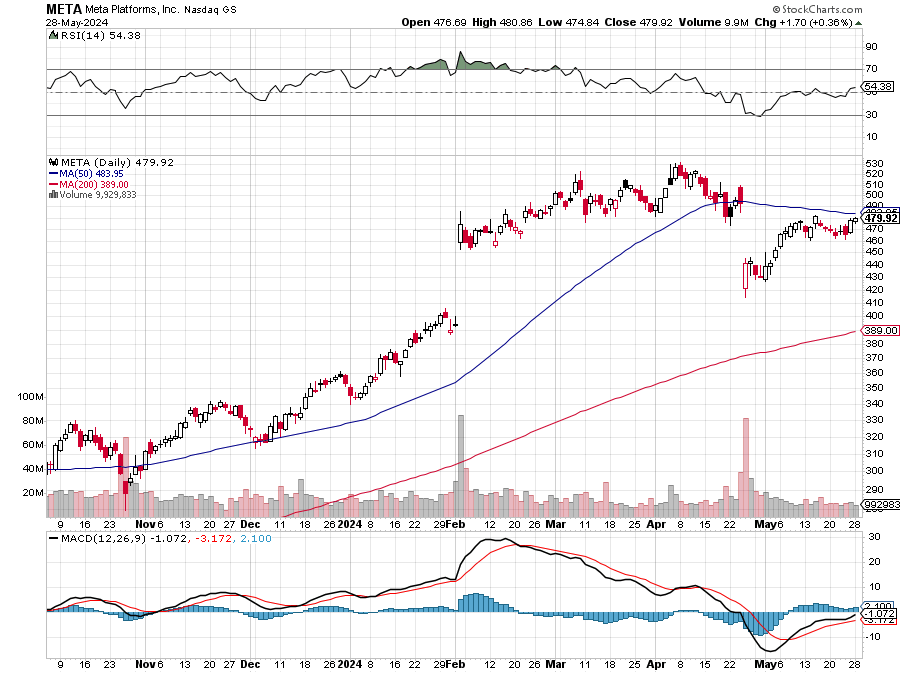 META Meta Platforms, Inc. Nasdaq GS © StockCharts.com
28-May-2024 Open 476.69 High 480.86 Low 474.84 Close 479.92 Volume 9.9M Chg +1.70 (+0.36%)
RSI(14) 54.38
90
70
54.38
30
10
META (Daily) 479.92
MA(50) 483.95
MA(200) 389.00
Volume 9,929,833
530
520
510
500
490
479.92
470
460
450
440
430
420
410
400
389.00
380
370
360
350
340
330
320
310
300
290
100M
80M
60M
40M
20M
9 16 23 Nov 6 13 20 27 Dec 11 18 26 2024 8 16 22 29 Feb 12 20 26 Mar 11 18 25 Apr 8 15 22 May 6 13 20 28
MACD(12,26,9) -1.072, -3.172, 2.100
30
20
10
2.100
-1.072
-3.172
-10
9 16 23 Nov 6 13 20 27 Dec 11 18 26 2024 8 16 22 29 Feb 12 20 26 Mar 11 18 25 Apr 8 15 22 May 6 13 20 28